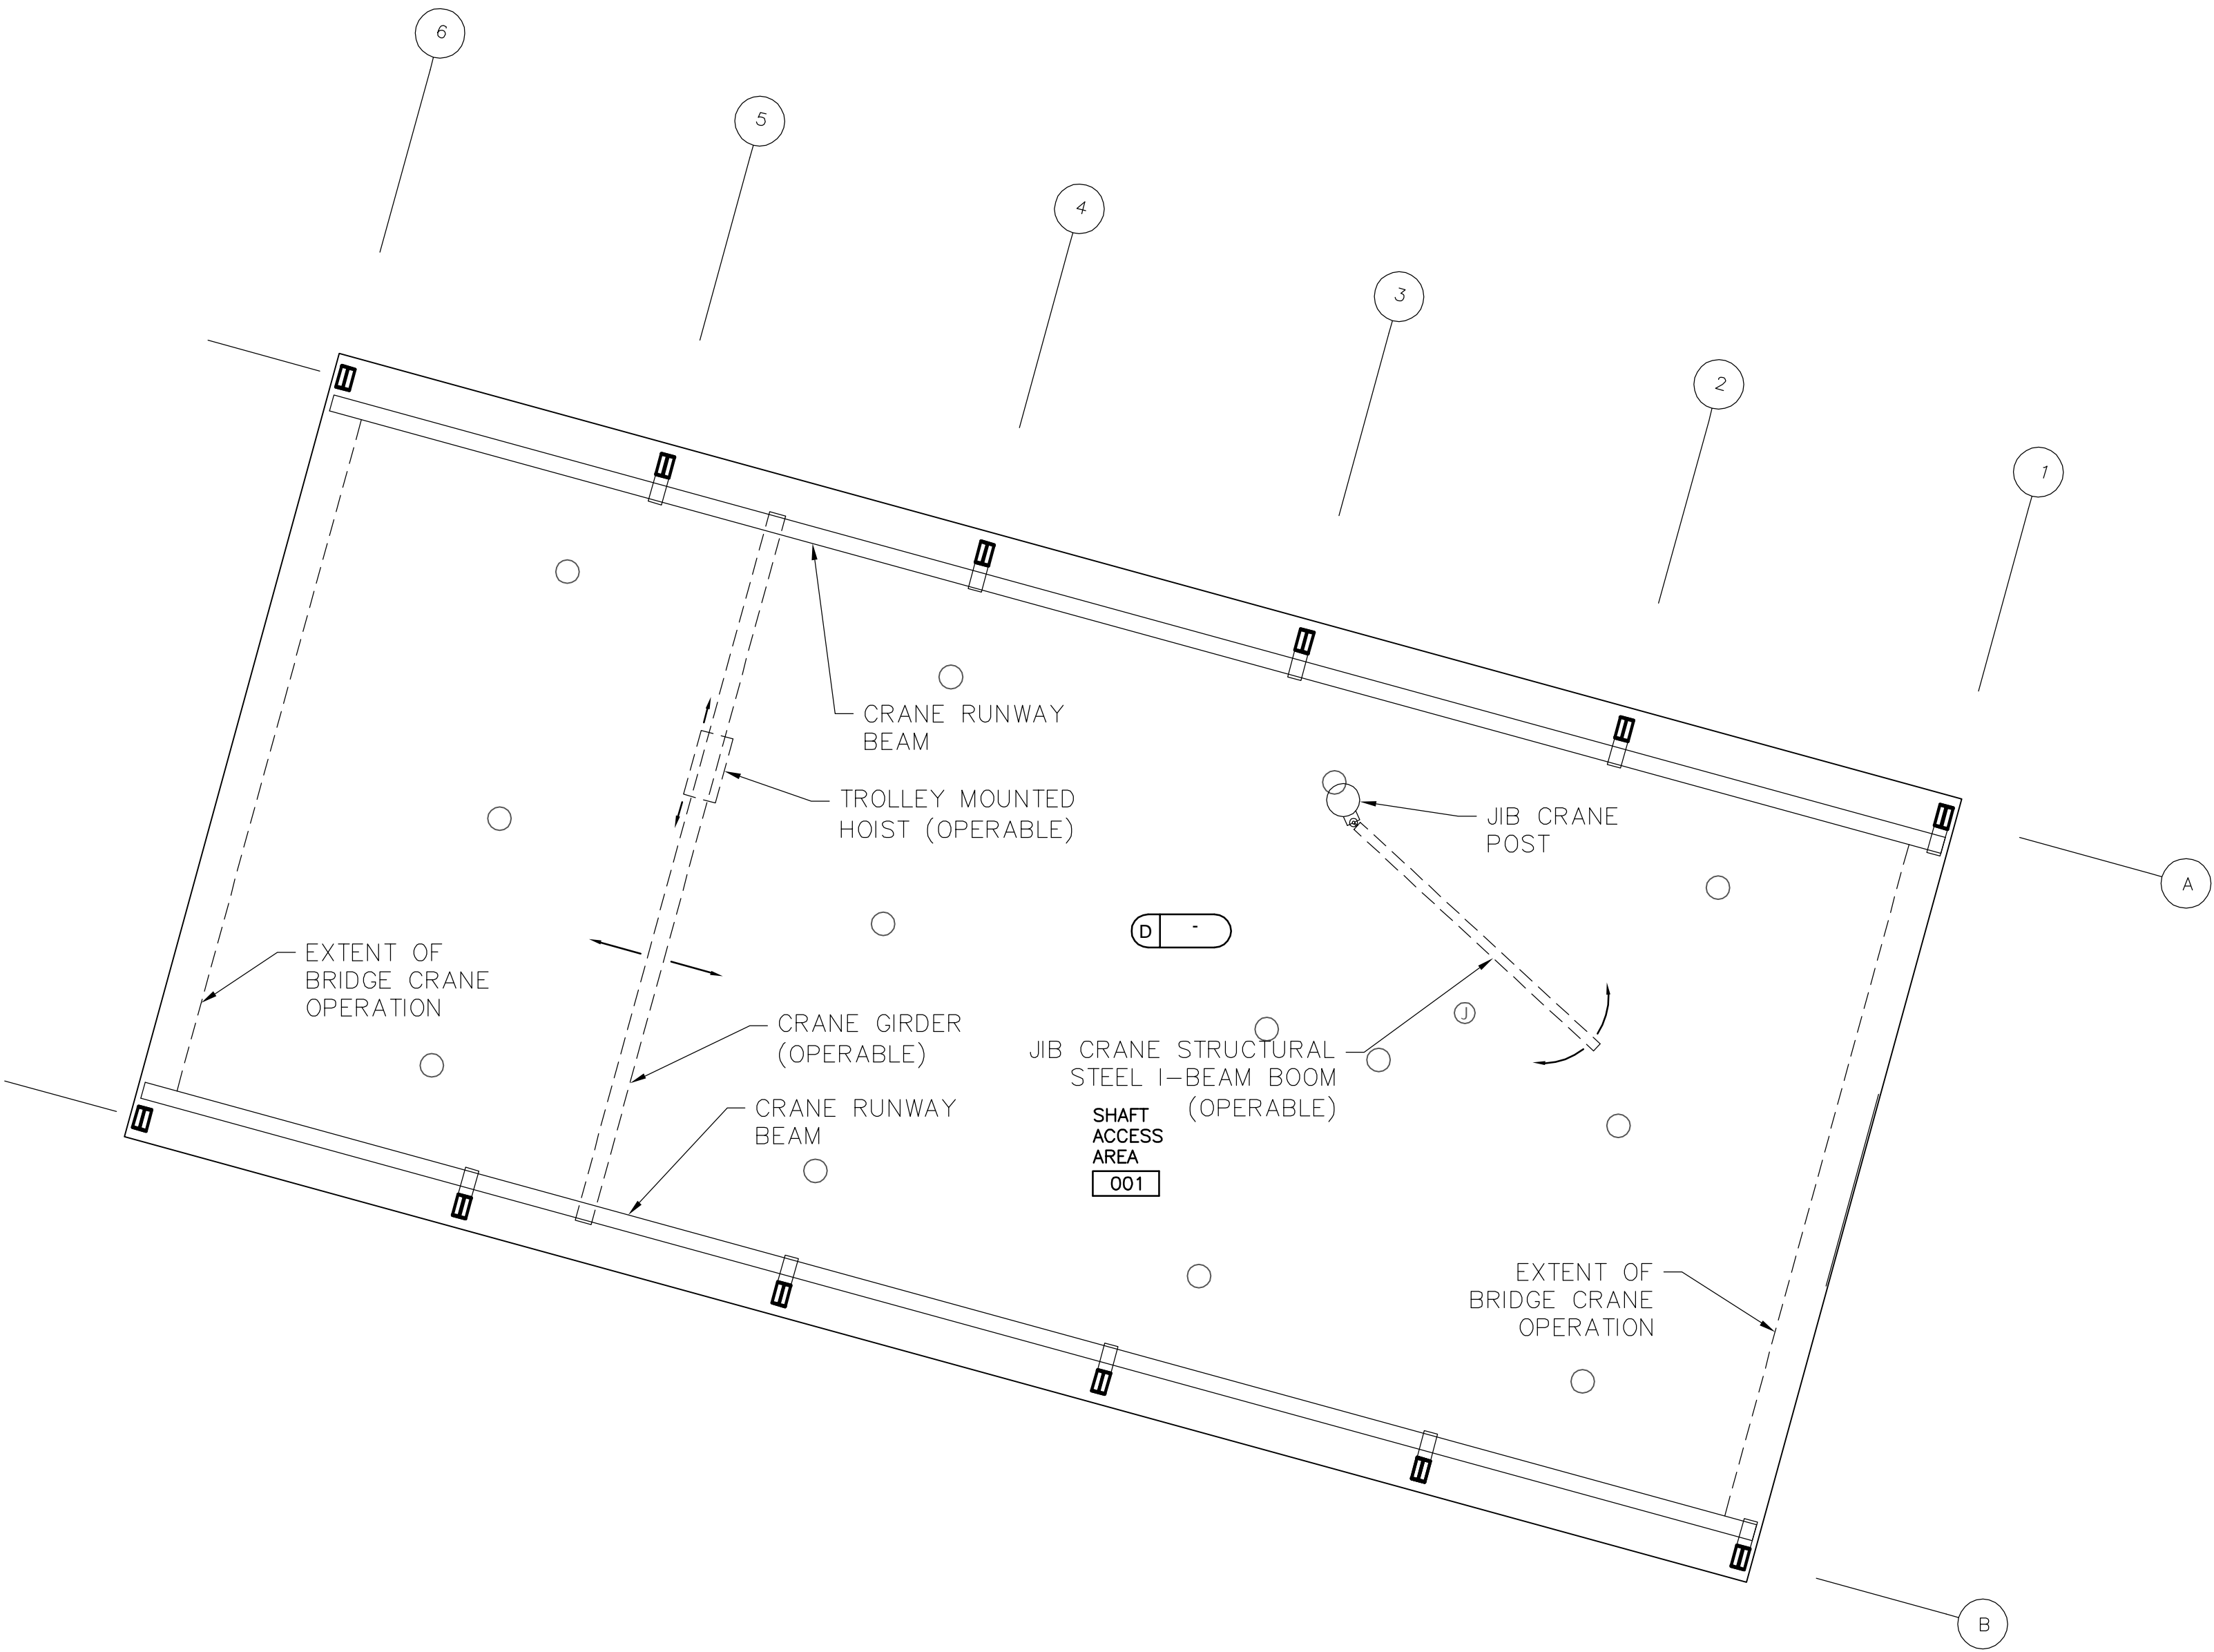 6
5
4
3
2
1
CRANE RUNWAY
BEAM
TROLLEY MOUNTED
HOIST (OPERABLE)
JIB CRANE
POST
A
D -
EXTENT OF
BRIDGE CRANE
OPERATION
J
CRANE GIRDER
(OPERABLE)
JIB CRANE STRUCTURAL
STEEL I-BEAM BOOM
(OPERABLE)
CRANE RUNWAY
BEAM
SHAFT
ACCESS
AREA
001
EXTENT OF
BRIDGE CRANE
OPERATION
B